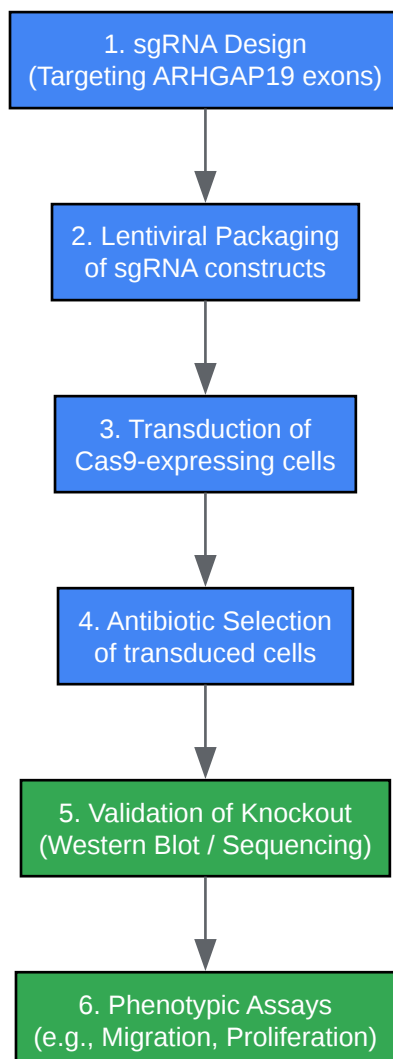 1. sgRNA Design
(Targeting ARHGAP19 exons)
2. Lentiviral Packaging
of sgRNA constructs
3. Transduction of
Cas9-expressing cells
4. Antibiotic Selection
of transduced cells
5. Validation of Knockout
(Western Blot / Sequencing)
6. Phenotypic Assays
(e.g., Migration, Proliferation)